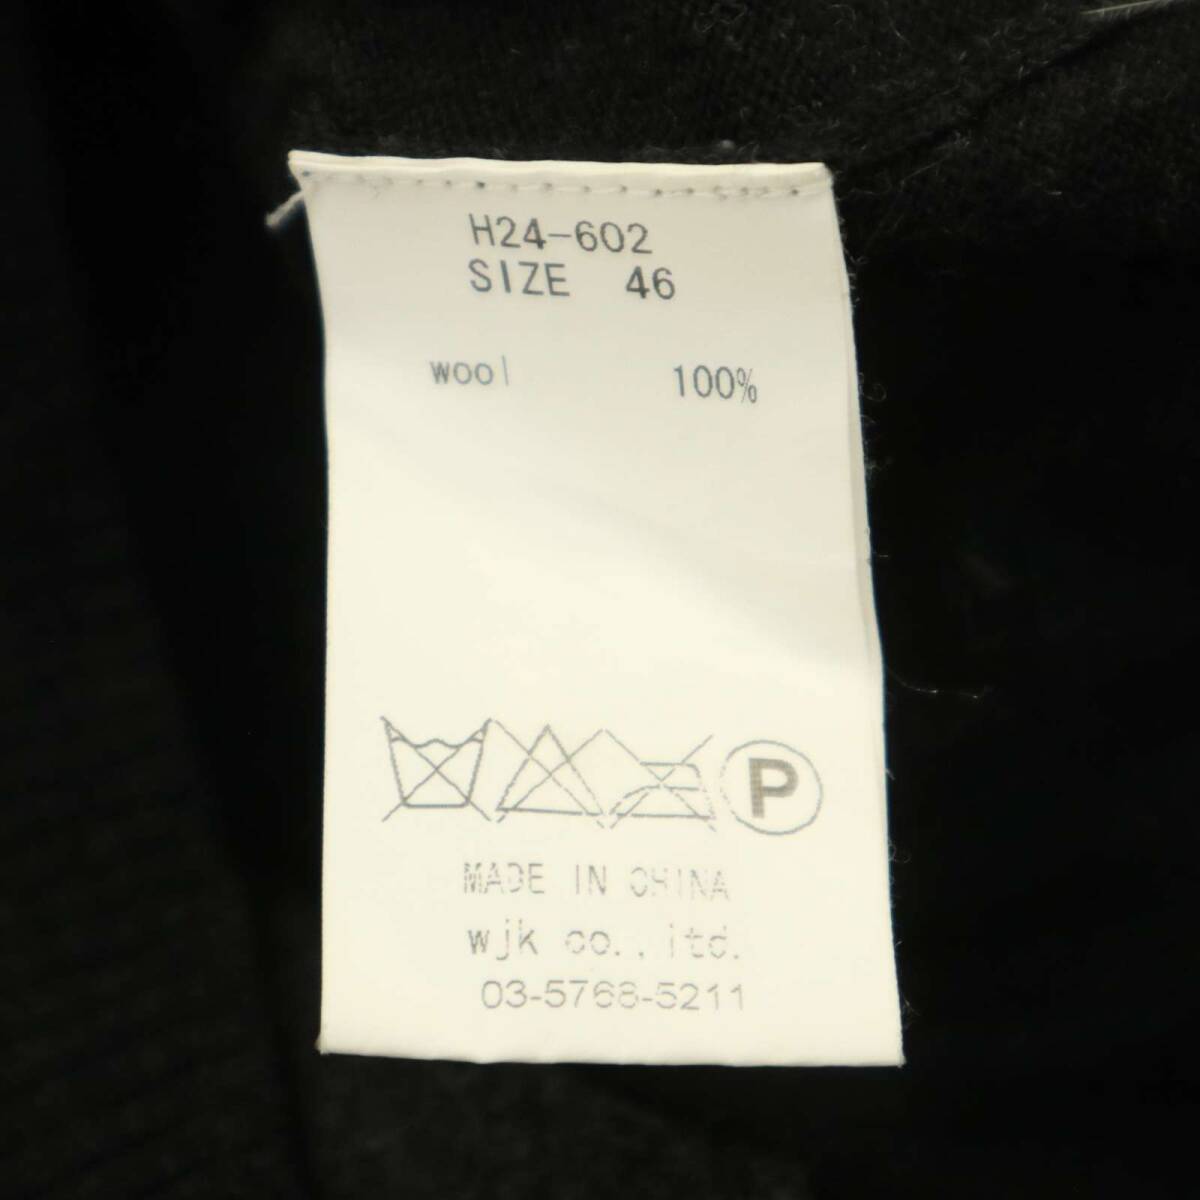 H24-602
SIZE 46
wool 100%
P
MADE IN CHINA
wjk co., ltd.
03-5768-5211